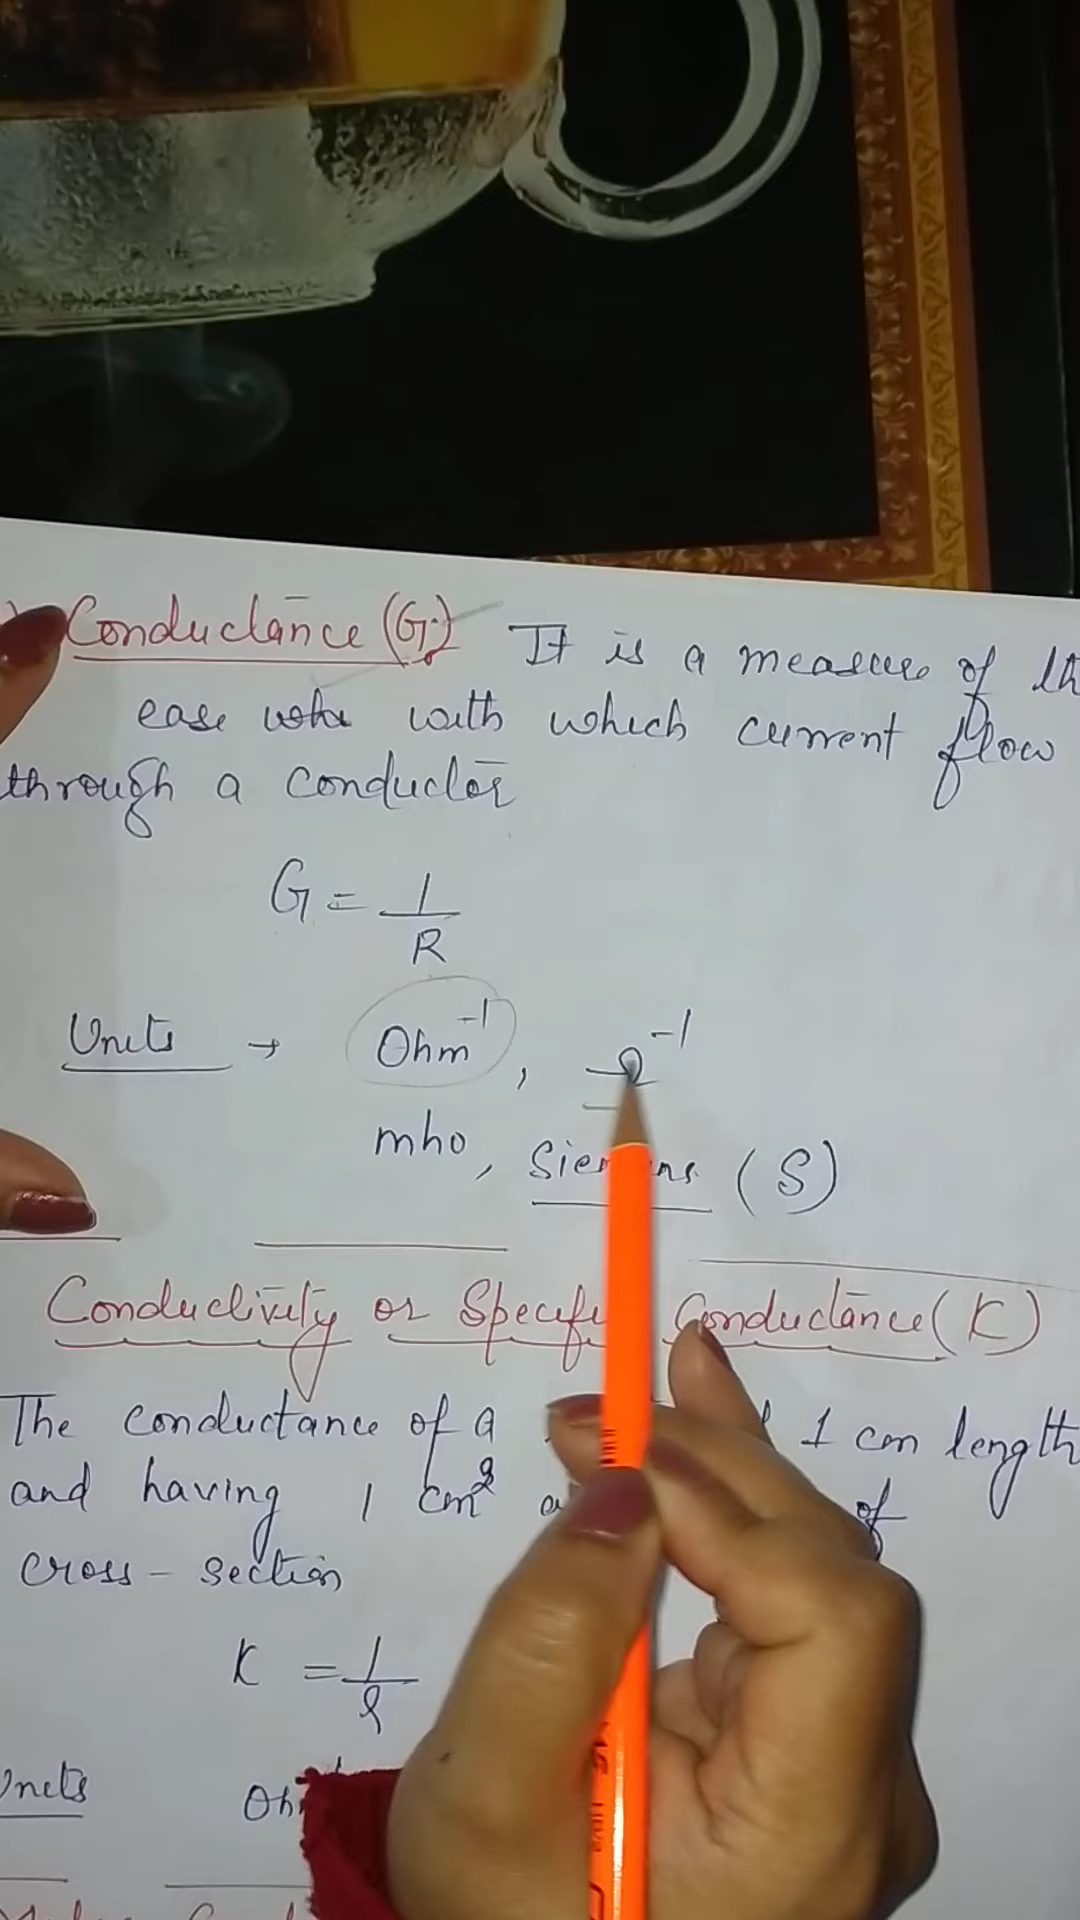 Conductance (G) It is a measure of th
ease with which current flow
through a conductor
G = 1/R
Units → Ohm⁻¹, Ω⁻¹
mho, Siemens (S)
Conductivity or Specific Conductance (K)
The conductance of a 1 cm length
and having 1 cm² of
cross-section
K = 1/ρ
Units Oh